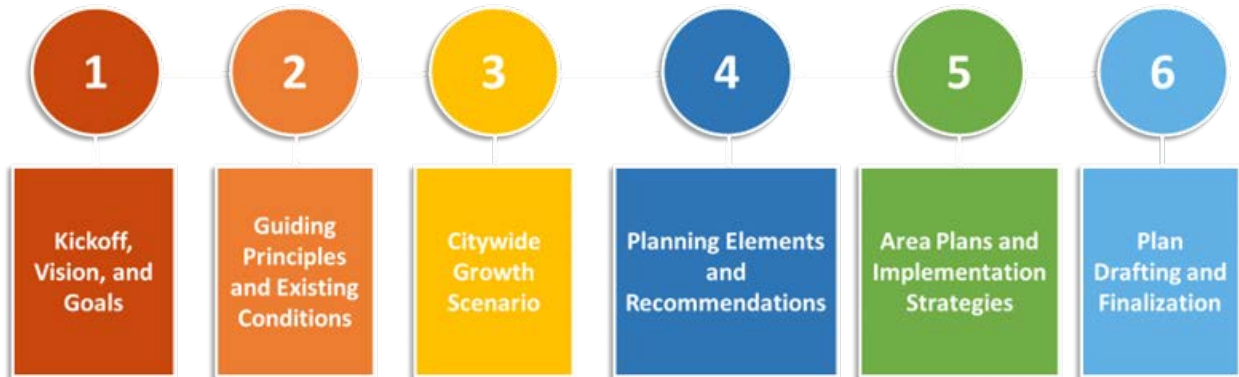 1
2
3
4
5
6
Kickoff,
Vision, and
Goals
Guiding
Principles
and Existing
Conditions
Citywide
Growth
Scenario
Planning Elements
and
Recommendations
Area Plans and
Implementation
Strategies
Plan
Drafting and
Finalization